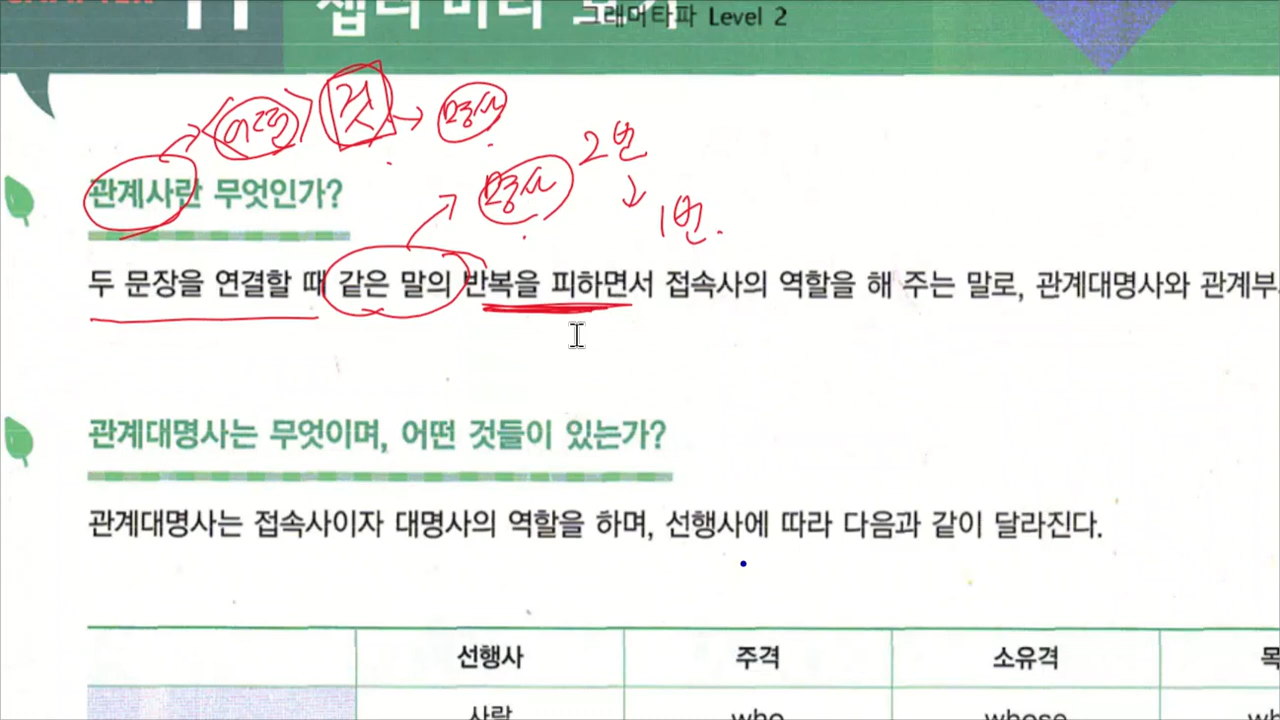 그래머타파 Level 2
것 → 명사
관계사란 무엇인가?
명사 2번
↓
1번.
두 문장을 연결할 때 같은 말의 반복을 피하면서 접속사의 역할을 해 주는 말로, 관계대명사와 관계부
관계대명사는 무엇이며, 어떤 것들이 있는가?
관계대명사는 접속사이자 대명사의 역할을 하며, 선행사에 따라 다음과 같이 달라진다.
선행사 주격 소유격 목
사람 who whose